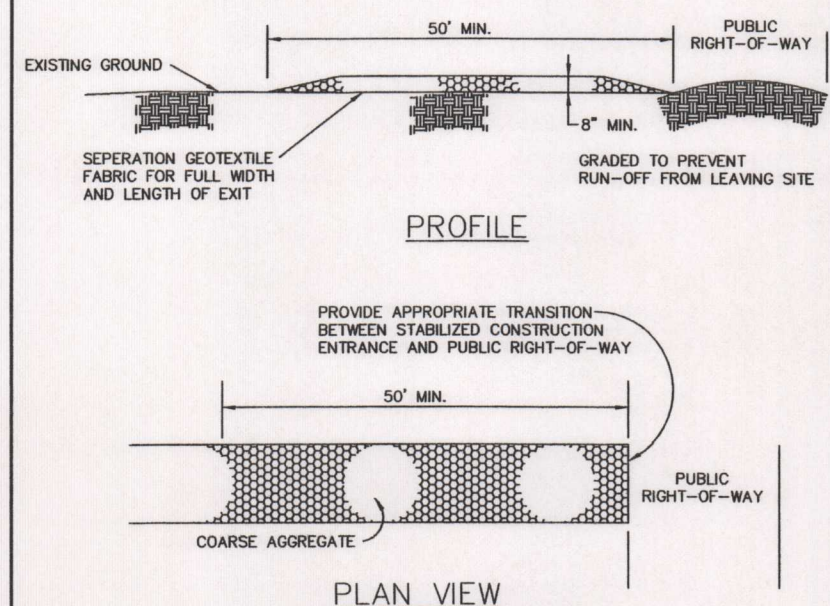 50' MIN.
PUBLIC
RIGHT-OF-WAY
EXISTING GROUND
8" MIN.
SEPERATION GEOTEXTILE
FABRIC FOR FULL WIDTH
AND LENGTH OF EXIT
GRADED TO PREVENT
RUN-OFF FROM LEAVING SITE
PROFILE
PROVIDE APPROPRIATE TRANSITION
BETWEEN STABILIZED CONSTRUCTION
ENTRANCE AND PUBLIC RIGHT-OF-WAY
50' MIN.
PUBLIC
RIGHT-OF-WAY
COARSE AGGREGATE
PLAN VIEW